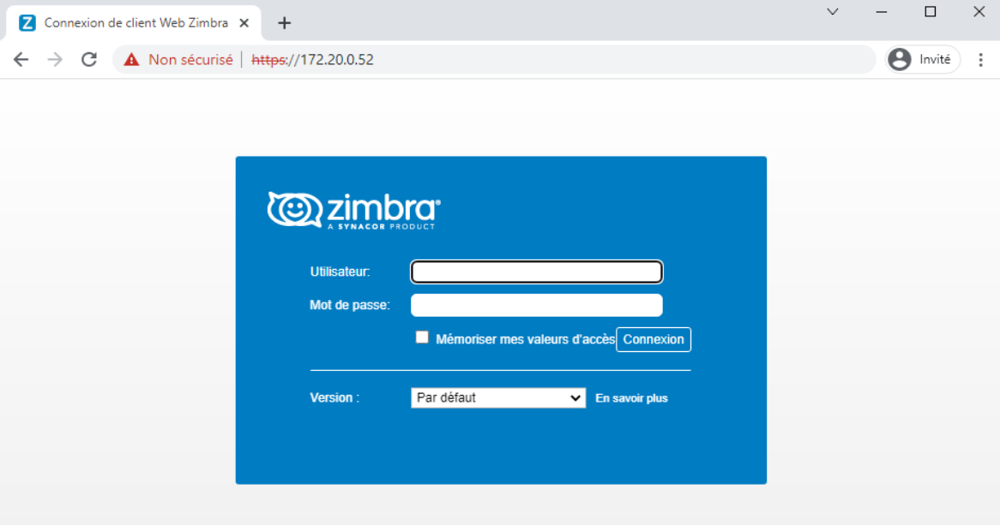 Connexion de client Web Zimbra
Non sécurisé https://172.20.0.52
Invité
zimbra®
A SYNACOR PRODUCT
Utilisateur:
Mot de passe:
Mémoriser mes valeurs d'accès Connexion
Version : Par défaut En savoir plus